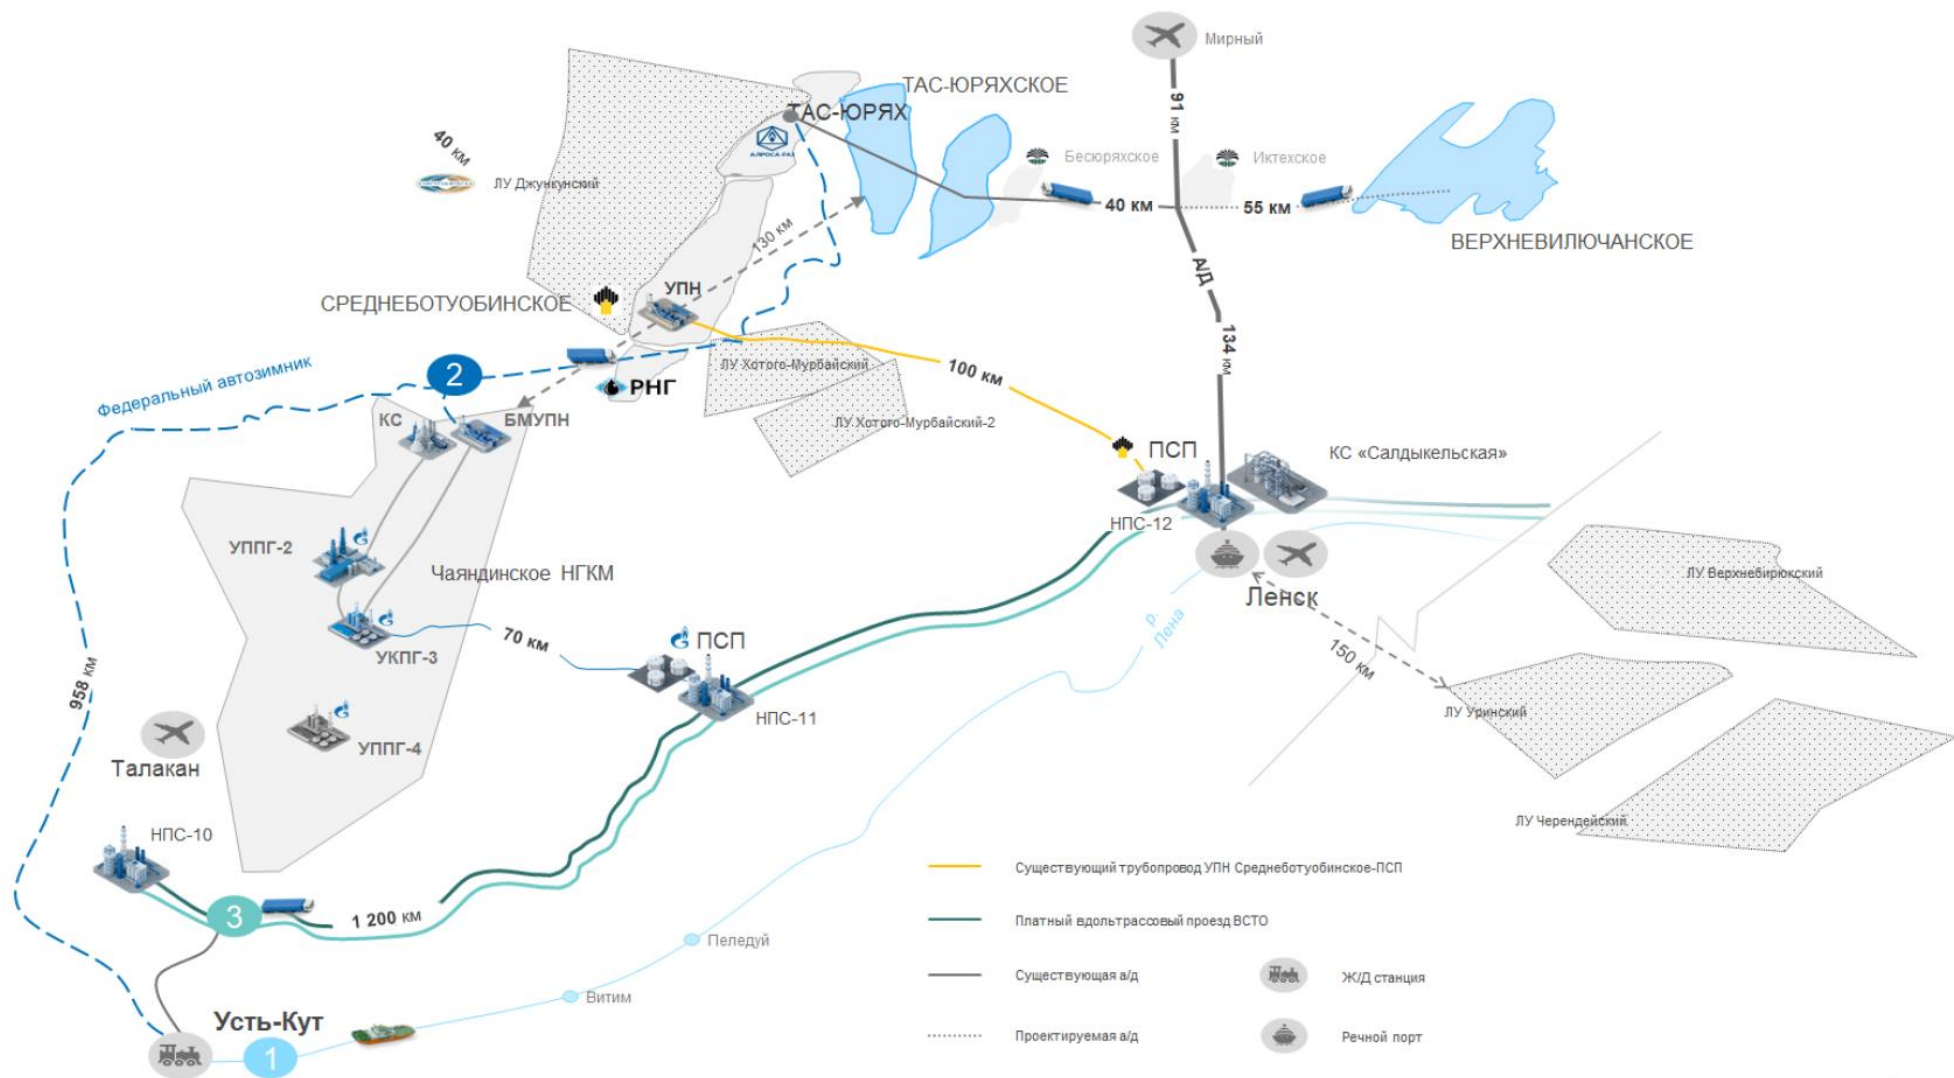 Мирный
ТАС-ЮРЯХСКОЕ
ТАС-ЮРЯХ
91 км
40 км
АЛРОСА-ГАЗ
ЛУ Джункунский
Бесюряхское
Иктехское
40 км
55 км
ВЕРХНЕВИЛЮЧАНСКОЕ
130 км
А/Д
УПН
СРЕДНЕБОТУОБИНСКОЕ
134 км
Федеральный автозимник
2
РНГ
ЛУ Хотого-Мурбайский
100 км
КС
БМУПН
ЛУ Хотого-Мурбайский-2
ПСП
КС «Салдыкельская»
НПС-12
УППГ-2
Чаяндинское НГКМ
ЛУ Верхнебирюкский
Ленск
р. Лена
70 км
ПСП
УКПГ-3
150 км
958 км
НПС-11
ЛУ Уринский
УППГ-4
Талакан
НПС-10
ЛУ Черендейский
3
1 200 км
Существующий трубопровод УПН Среднеботуобинское-ПСП
Платный вдольтрассовый проезд ВСТО
Пеледуй
Существующая а/д
Ж/Д станция
Витим
Усть-Кут
1
Проектируемая а/д
Речной порт